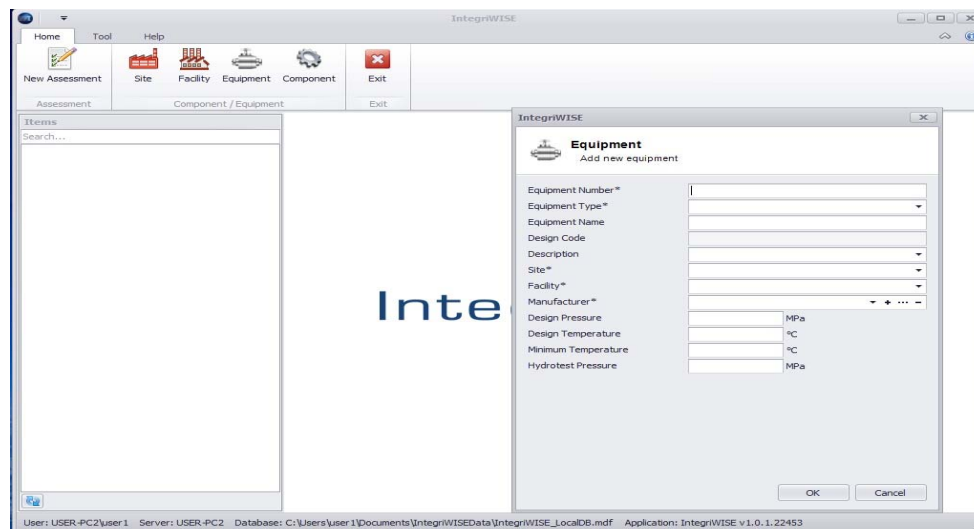 IntegriWISE
Home Tool Help
New Assessment Site Facility Equipment Component Exit
Assessment Component / Equipment Exit
Items
Search...
Inte
IntegriWISE
Equipment
Add new equipment
Equipment Number*
Equipment Type*
Equipment Name
Design Code
Description
Site*
Facility*
Manufacturer*
Design Pressure MPa
Design Temperature °C
Minimum Temperature °C
Hydrotest Pressure MPa
OK Cancel
User: USER-PC2\user1 Server: USER-PC2 Database: C:\Users\user1\Documents\IntegriWISEData\IntegriWISE_LocalDB.mdf Application: IntegriWISE v1.0.1.22453